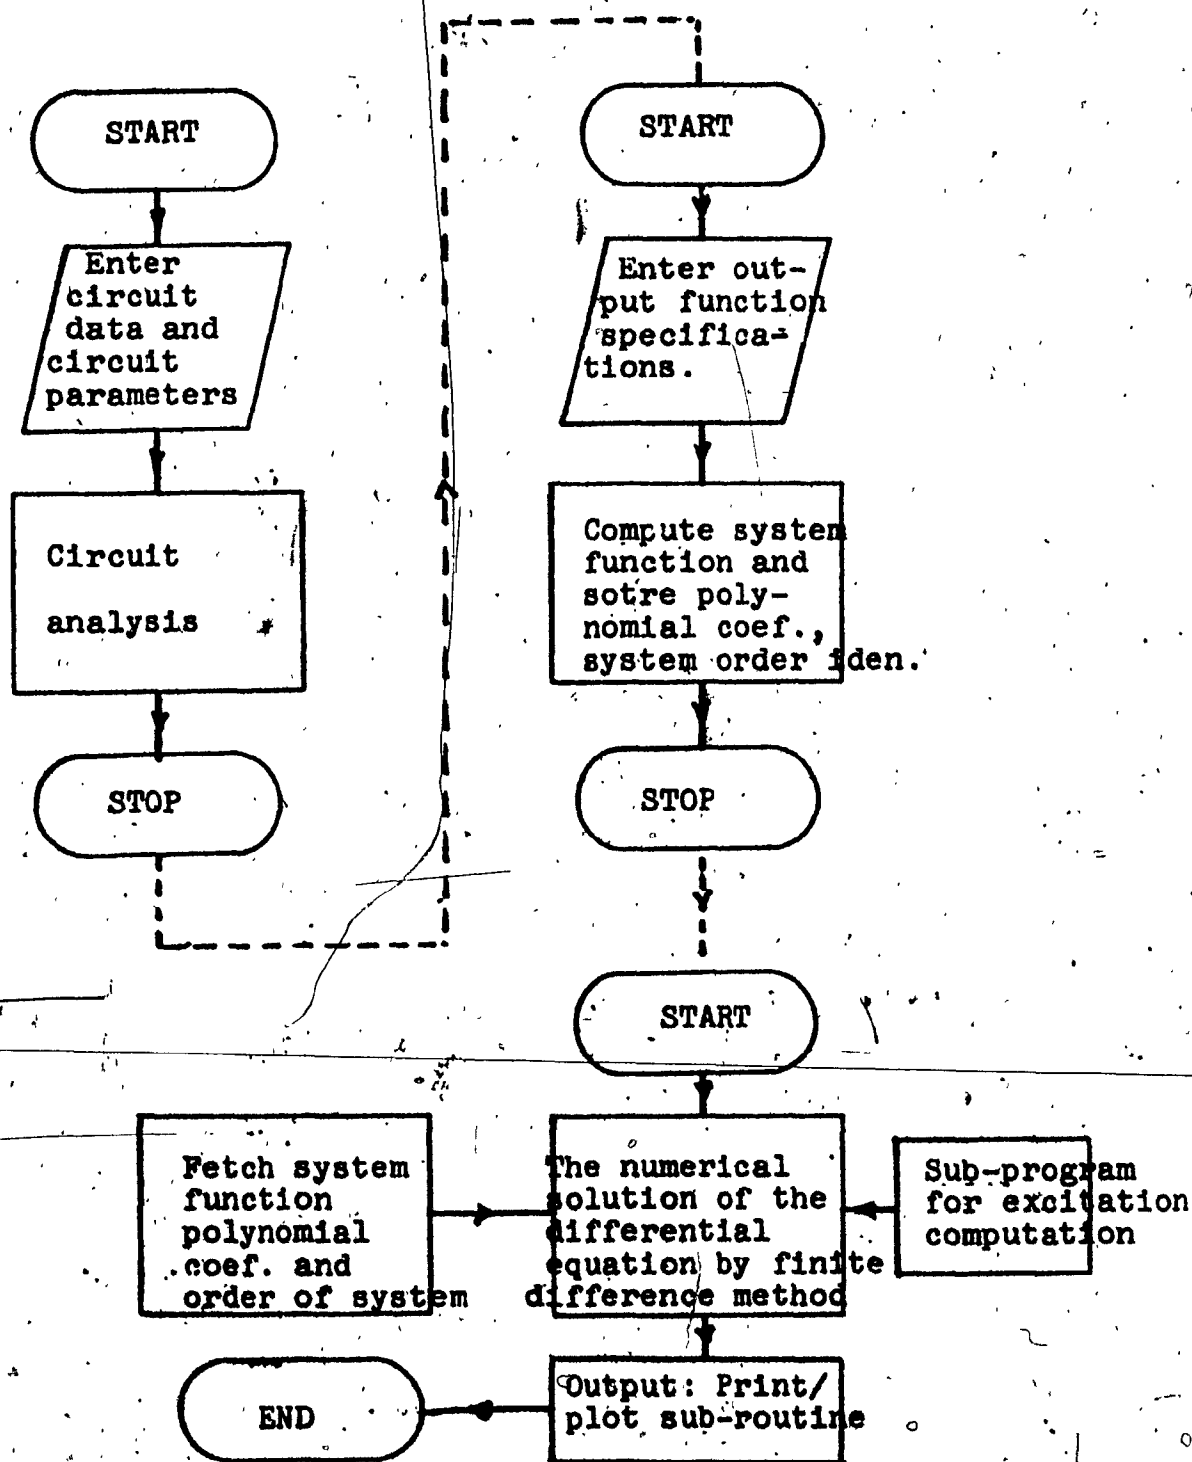 START
Enter
circuit
data and
circuit
parameters
Circuit
analysis
STOP
START
Enter out-
put function
specifica-
tions.
Compute system
function and
sotre poly-
nomial coef.,
system order iden.
STOP
START
Fetch system
function
polynomial
coef. and
order of system
The numerical
solution of the
differential
equation by finite
difference method
Sub-program
for excitation
computation
Output: Print/
plot sub-routine
END